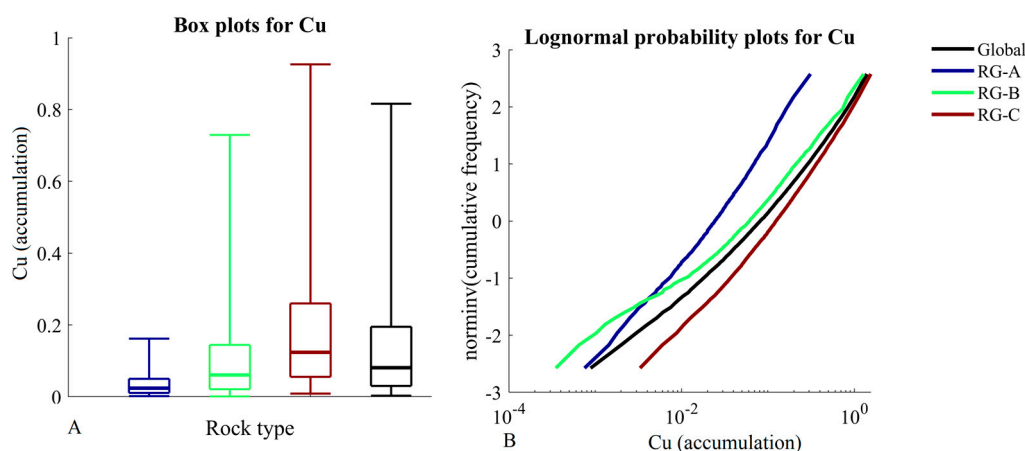 Box plots for Cu
Cu (accumulation)
1
0.8
0.6
0.4
0.2
0
A
Rock type
Lognormal probability plots for Cu
norminv(cumulative frequency)
3
2
1
0
-1
-2
-3
10-4
10-2
100
B
Cu (accumulation)
Global
RG-A
RG-B
RG-C